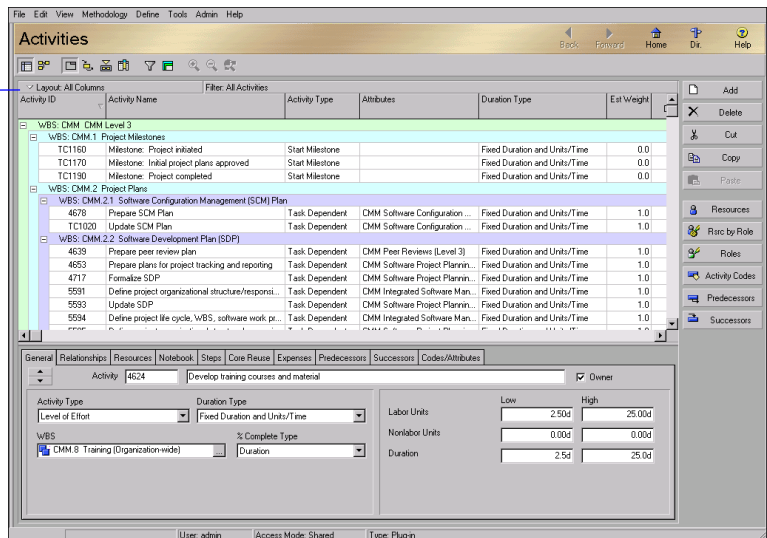 File Edit View Methodology Define Tools Admin Help
Activities
Back Forward Home Dir. Help
Layout: All Columns Filter: All Activities
Activity ID Activity Name Activity Type Attributes Duration Type Est Weight
WBS: CMM CMM Level 3
WBS: CMM.1 Project Milestones
TC1160 Milestone: Project initiated Start Milestone Fixed Duration and Units/Time 0.0
TC1170 Milestone: Initial project plans approved Start Milestone Fixed Duration and Units/Time 0.0
TC1190 Milestone: Project completed Start Milestone Fixed Duration and Units/Time 0.0
WBS: CMM.2 Project Plans
WBS: CMM.2.1 Software Configuration Management (SCM) Plan
4678 Prepare SCM Plan Task Dependent CMM Software Configuration ... Fixed Duration and Units/Time 1.0
TC1020 Update SCM Plan Task Dependent CMM Software Configuration ... Fixed Duration and Units/Time 1.0
WBS: CMM.2.2 Software Development Plan (SDP)
4639 Prepare peer review plan Task Dependent CMM Peer Reviews (Level 3) Fixed Duration and Units/Time 1.0
4653 Prepare plans for project tracking and reporting Task Dependent CMM Software Project Plannin... Fixed Duration and Units/Time 1.0
4717 Formalize SDP Task Dependent CMM Software Project Plannin... Fixed Duration and Units/Time 1.0
5591 Define project organizational structure/responsi... Task Dependent CMM Integrated Software Man... Fixed Duration and Units/Time 1.0
5593 Update SDP Task Dependent CMM Software Project Plannin... Fixed Duration and Units/Time 1.0
5594 Define project life cycle, WBS, software work pr... Task Dependent CMM Integrated Software Man... Fixed Duration and Units/Time 1.0
Add
Delete
Cut
Copy
Paste
Resources
Rsrc by Role
Roles
Activity Codes
Predecessors
Successors
General Relationships Resources Notebook Steps Core Reuse Expenses Predecessors Successors Codes/Attributes
Activity 4624 Develop training courses and material Owner
Activity Type Duration Type Low High
Level of Effort Fixed Duration and Units/Time Labor Units 2.50d 25.00d
WBS % Complete Type Nonlabor Units 0.00d 0.00d
CMM.8 Training (Organization-wide) ... Duration Duration 2.5d 25.0d
User: admin Access Mode: Shared Type: Plug-in